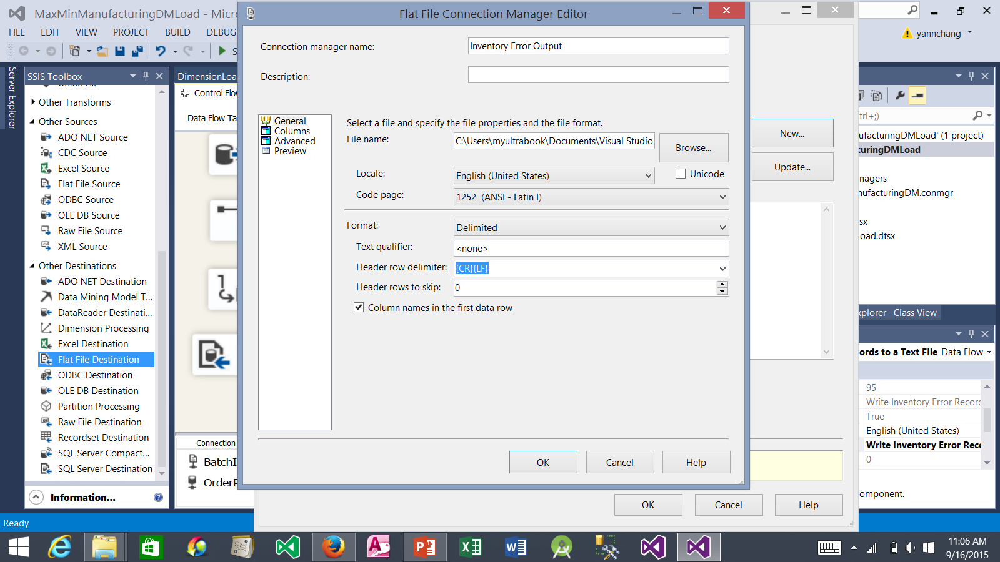 MaxMinManufacturingDMLoad - Micro
FILE EDIT VIEW PROJECT BUILD DEBUG
yannchang
Server Explorer
SSIS Toolbox
Other Transforms
Other Sources
ADO NET Source
CDC Source
Excel Source
Flat File Source
ODBC Source
OLE DB Source
Raw File Source
XML Source
Other Destinations
ADO NET Destination
Data Mining Model T...
DataReader Destinati...
Dimension Processing
Excel Destination
Flat File Destination
ODBC Destination
OLE DB Destination
Partition Processing
Raw File Destination
Recordset Destination
SQL Server Compact...
SQL Server Destination
Information...
Ready
DimensionLoa
Control Flow
Data Flow Ta
Connection
BatchI
OrderP
Flat File Connection Manager Editor
Connection manager name:
Inventory Error Output
Description:
General
Columns
Advanced
Preview
Select a file and specify the file properties and the file format.
File name:
C:\Users\myultrabook\Documents\Visual Studio
Browse...
Locale:
English (United States)
Unicode
Code page:
1252 (ANSI - Latin I)
Format:
Delimited
Text qualifier:
<none>
Header row delimiter:
{CR}{LF}
Header rows to skip:
0
Column names in the first data row
OK Cancel Help
New...
Update...
OK Cancel Help
trl+;)
ufacturingDMLoad' (1 project)
turingDMLoad
nagers
nufacturingDM.conmgr
sx
oad.dtsx
xplorer Class View
ords to a Text FIle Data Flow
95
Write Inventory Error Record
True
English (United States)
Write Inventory Error Rec
0
omponent.
11:06 AM
9/16/2015